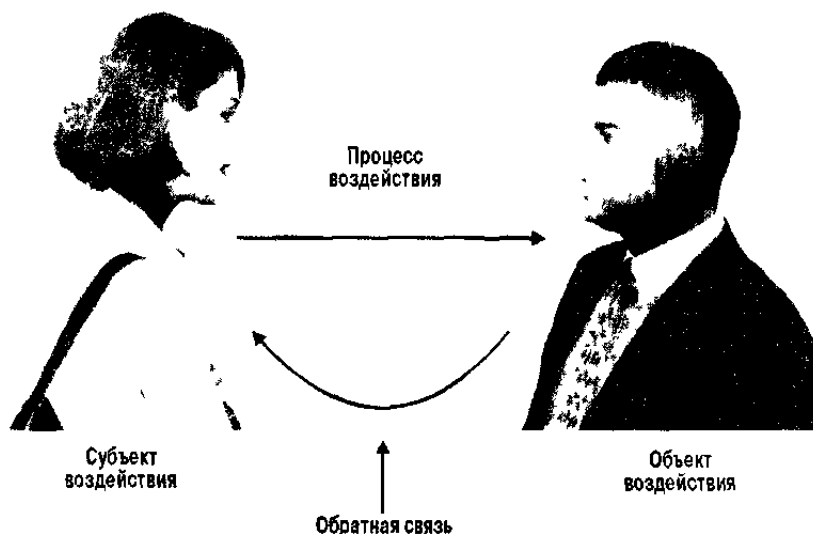 Процесс
воздействия
Субъект
воздействия
Объект
воздействия
Обратная связь